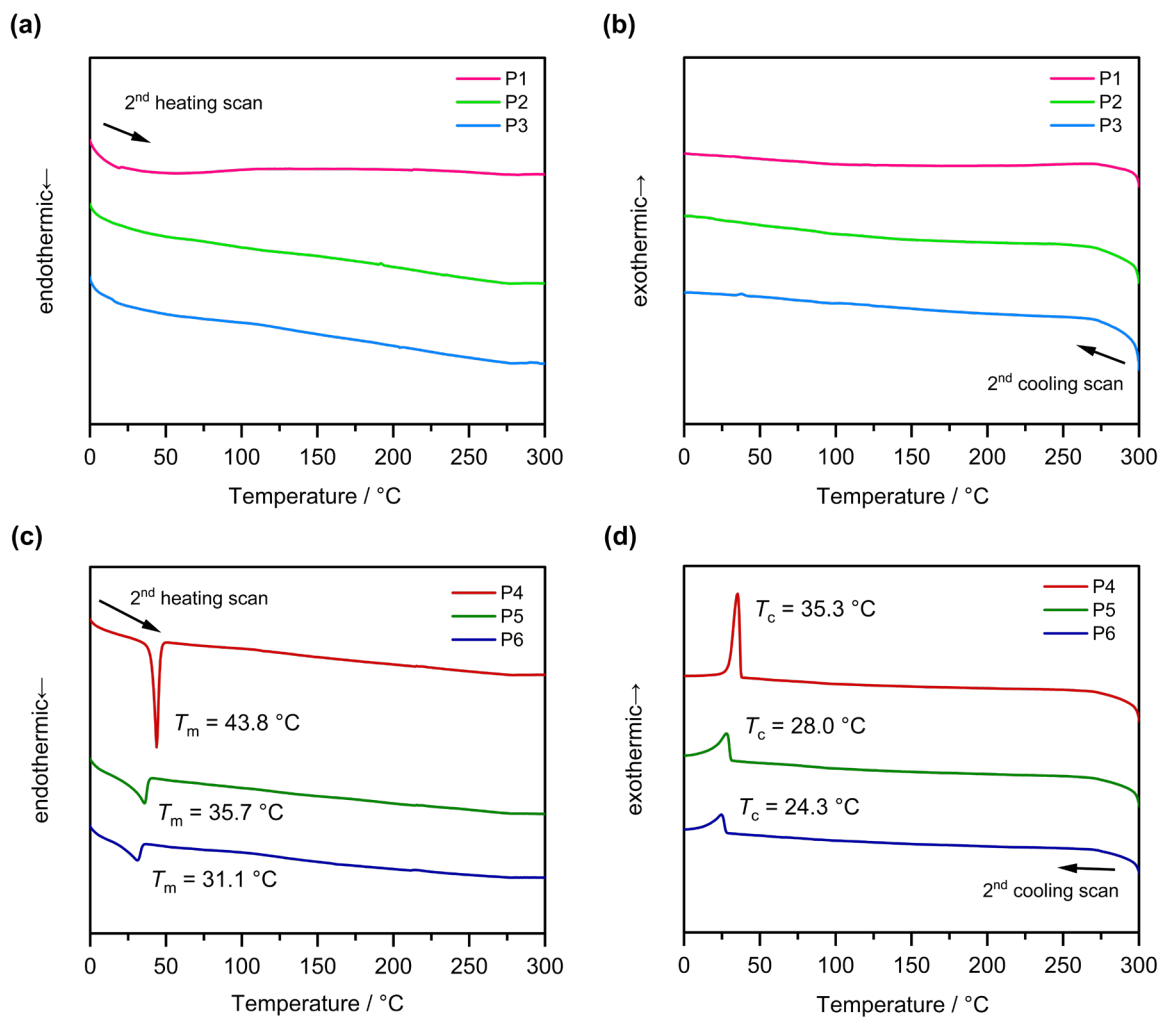 (a)
2nd heating scan
P1
P2
P3
endothermic←
0 50 100 150 200 250 300
Temperature / °C
(b)
P1
P2
P3
exothermic→
2nd cooling scan
0 50 100 150 200 250 300
Temperature / °C
(c)
2nd heating scan
P4
P5
P6
Tm = 43.8 °C
Tm = 35.7 °C
Tm = 31.1 °C
endothermic←
0 50 100 150 200 250 300
Temperature / °C
(d)
P4
P5
P6
Tc = 35.3 °C
Tc = 28.0 °C
Tc = 24.3 °C
exothermic→
2nd cooling scan
0 50 100 150 200 250 300
Temperature / °C